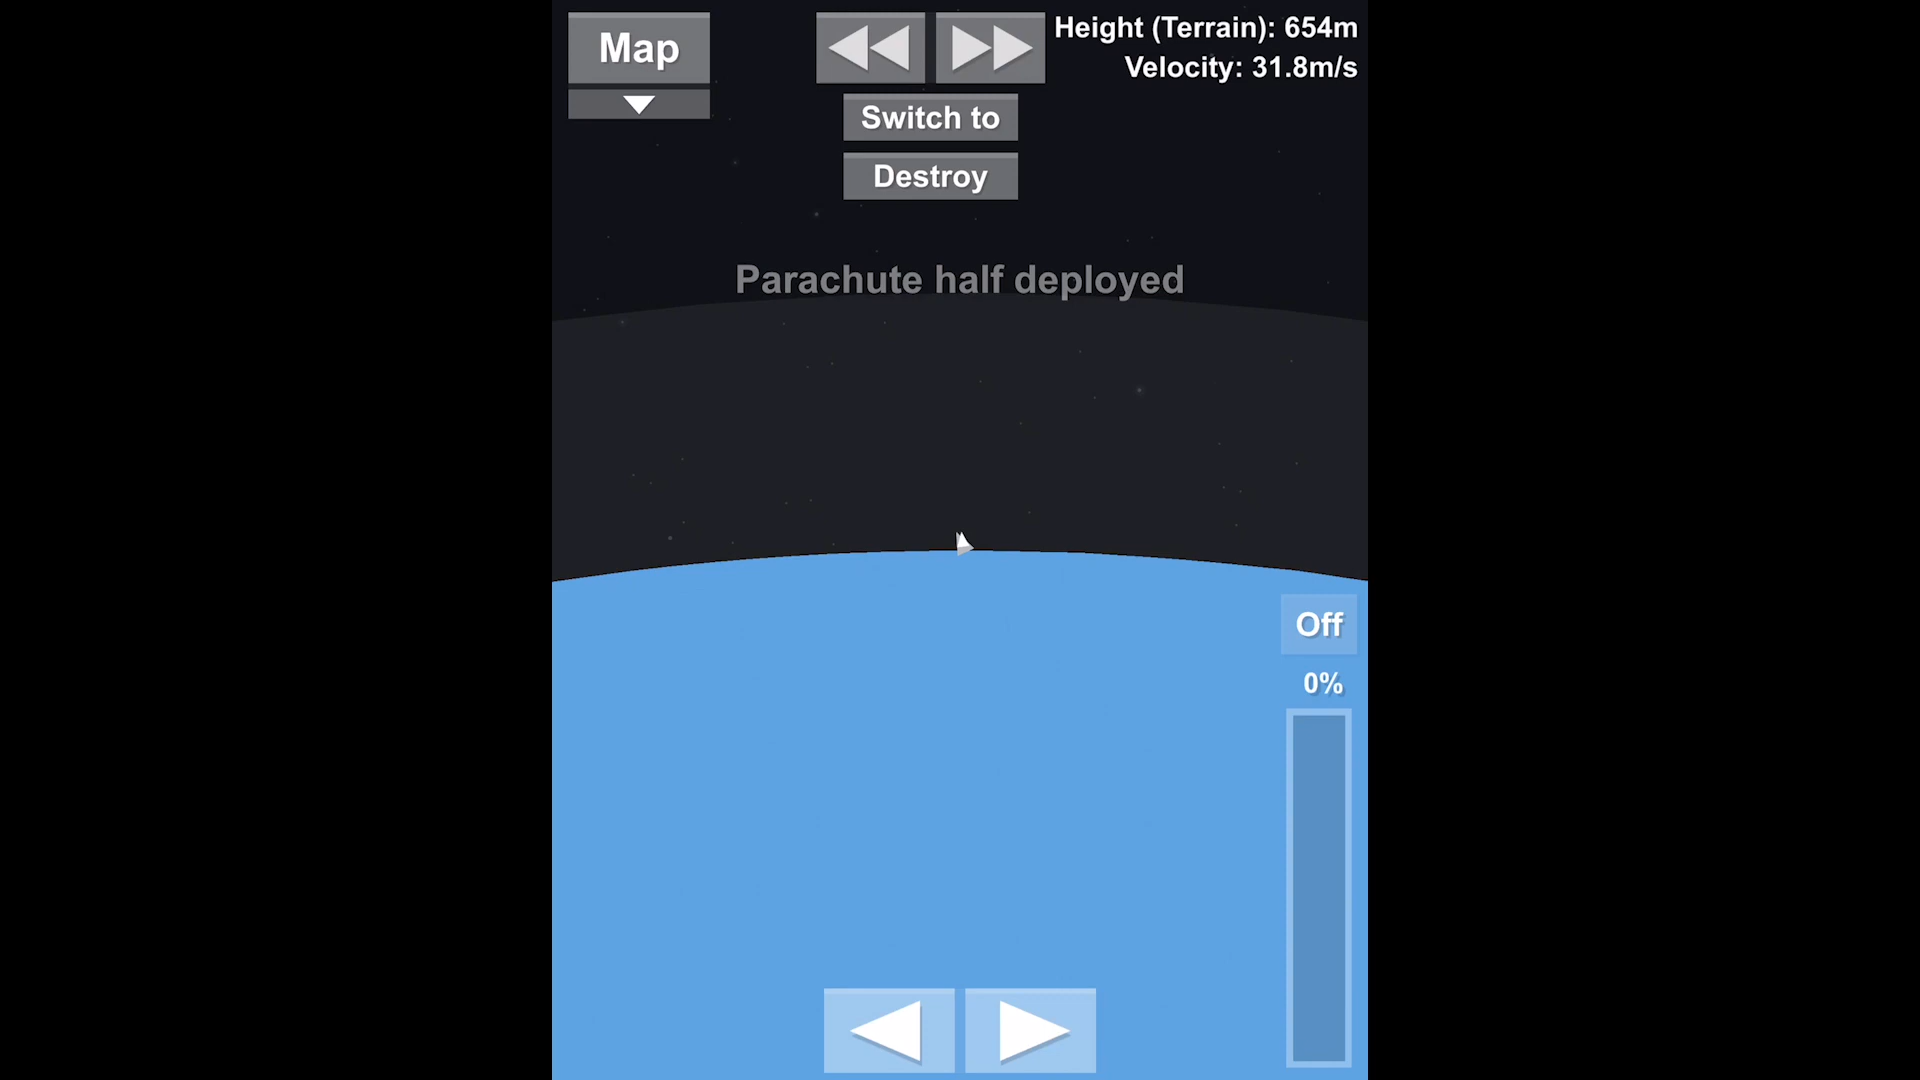 Map
Height (Terrain): 654m
Velocity: 31.8m/s
Switch to
Destroy
Parachute half deployed
Off
0%